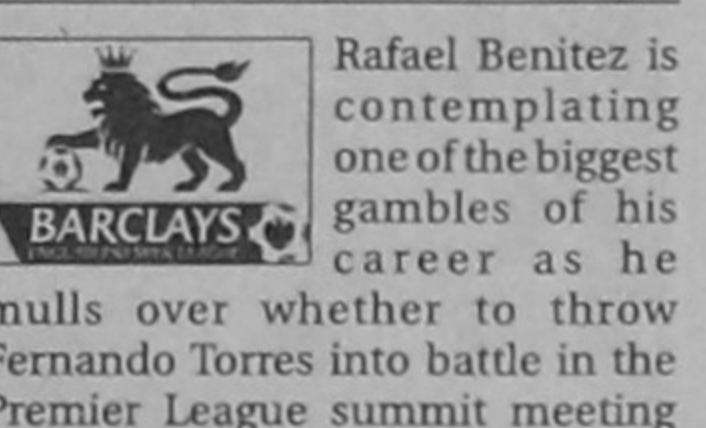 BARCLAYS
Rafael Benitez is
contemplating
one of the biggest
gambles of his
career as he
mulls over whether to throw
Fernando Torres into battle in the
Premier League summit meeting